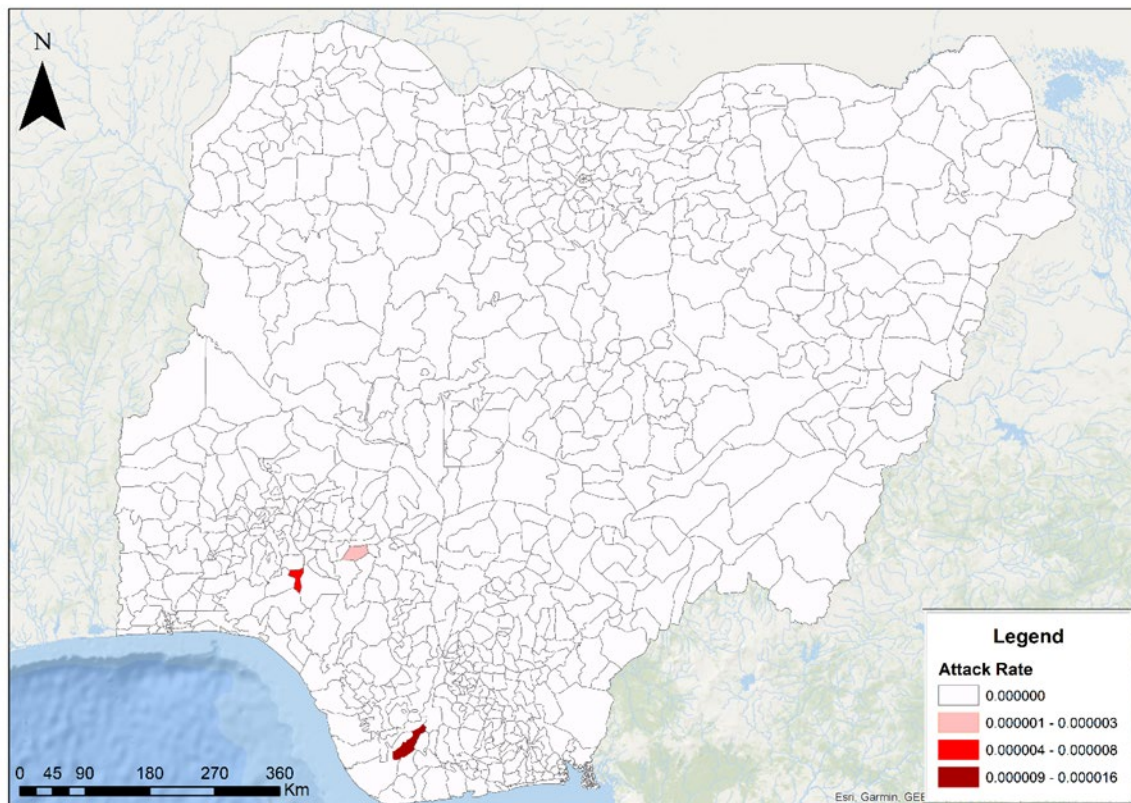 N
Legend
Attack Rate
0.000000
0.000001 - 0.000003
0.000004 - 0.000008
0.000009 - 0.000016
0 45 90 180 270 360
Km
Esri, Garmin, GEB